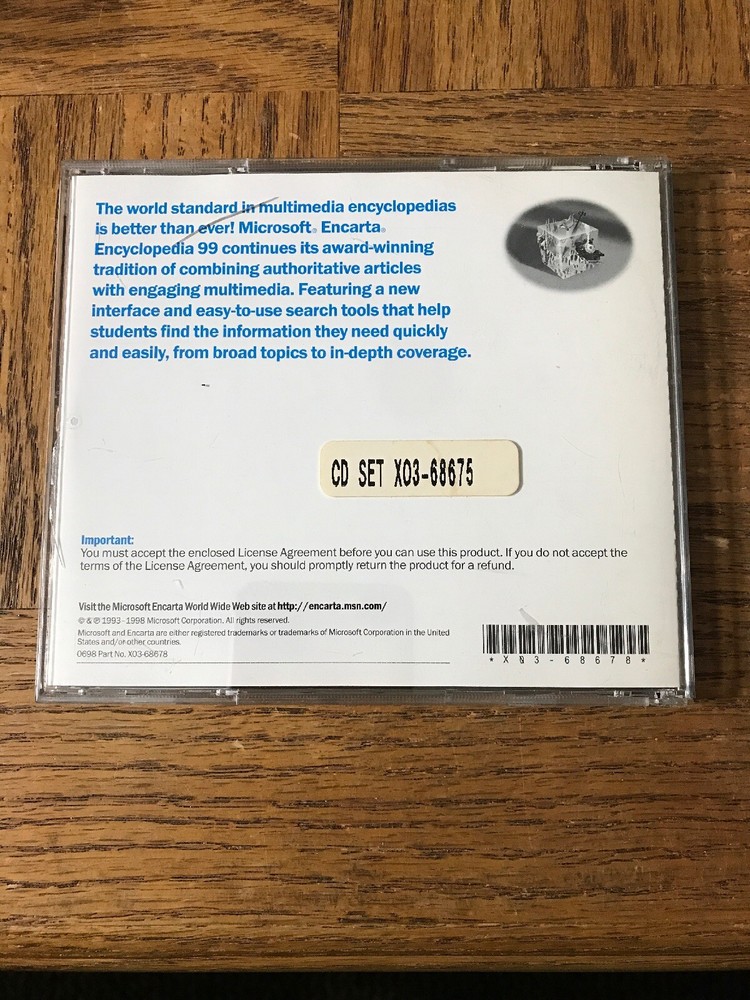 The world standard in multimedia encyclopedias
is better than ever! Microsoft® Encarta®
Encyclopedia 99 continues its award-winning
tradition of combining authoritative articles
with engaging multimedia. Featuring a new
interface and easy-to-use search tools that help
students find the information they need quickly
and easily, from broad topics to in-depth coverage.
CD SET X03-68675
Important:
You must accept the enclosed License Agreement before you can use this product. If you do not accept the
terms of the License Agreement, you should promptly return the product for a refund.
Visit the Microsoft Encarta World Wide Web site at http://encarta.msn.com/
© & ℗ 1993–1998 Microsoft Corporation. All rights reserved.
Microsoft and Encarta are either registered trademarks or trademarks of Microsoft Corporation in the United
States and/or other countries.
0698 Part No. X03-68678
*X03-68678*